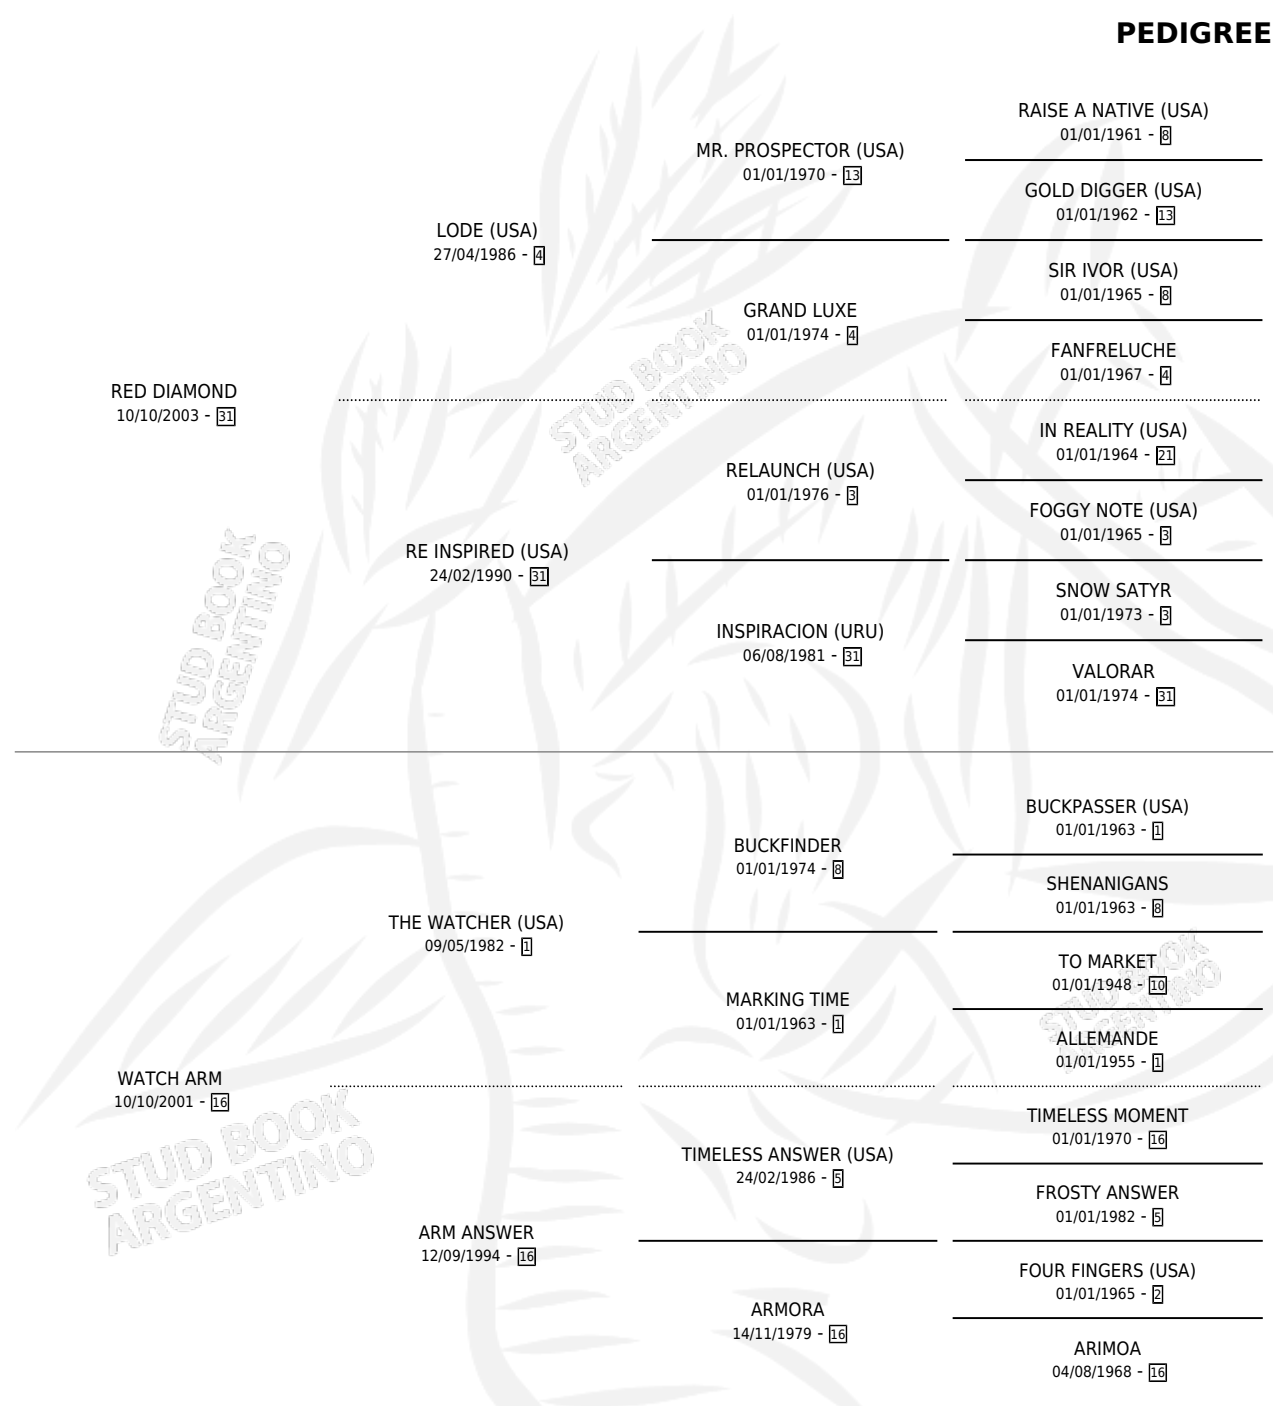 PEDIGREE
RAISE A NATIVE (USA)
01/01/1961 - 8
MR. PROSPECTOR (USA)
01/01/1970 - 13
GOLD DIGGER (USA)
01/01/1962 - 13
LODE (USA)
27/04/1986 - 4
SIR IVOR (USA)
01/01/1965 - 8
GRAND LUXE
01/01/1974 - 4
FANFRELUCHE
01/01/1967 - 4
RED DIAMOND
10/10/2003 - 31
IN REALITY (USA)
01/01/1964 - 21
RELAUNCH (USA)
01/01/1976 - 3
FOGGY NOTE (USA)
01/01/1965 - 3
RE INSPIRED (USA)
24/02/1990 - 31
SNOW SATYR
01/01/1973 - 3
INSPIRACION (URU)
06/08/1981 - 31
VALORAR
01/01/1974 - 31
BUCKPASSER (USA)
01/01/1963 - 1
BUCKFINDER
01/01/1974 - 8
SHENANIGANS
01/01/1963 - 8
THE WATCHER (USA)
09/05/1982 - 1
TO MARKET
01/01/1948 - 10
MARKING TIME
01/01/1963 - 1
ALLEMANDE
01/01/1955 - 1
WATCH ARM
10/10/2001 - 16
TIMELESS MOMENT
01/01/1970 - 16
TIMELESS ANSWER (USA)
24/02/1986 - 5
FROSTY ANSWER
01/01/1982 - 5
ARM ANSWER
12/09/1994 - 16
FOUR FINGERS (USA)
01/01/1965 - 2
ARMORA
14/11/1979 - 16
ARIMOA
04/08/1968 - 16
STUD BOOK
ARGENTINO
STUD BOOK
ARGENTINO
STUD BOOK
ARGENTINO
STUD BOOK
ARGENTINO